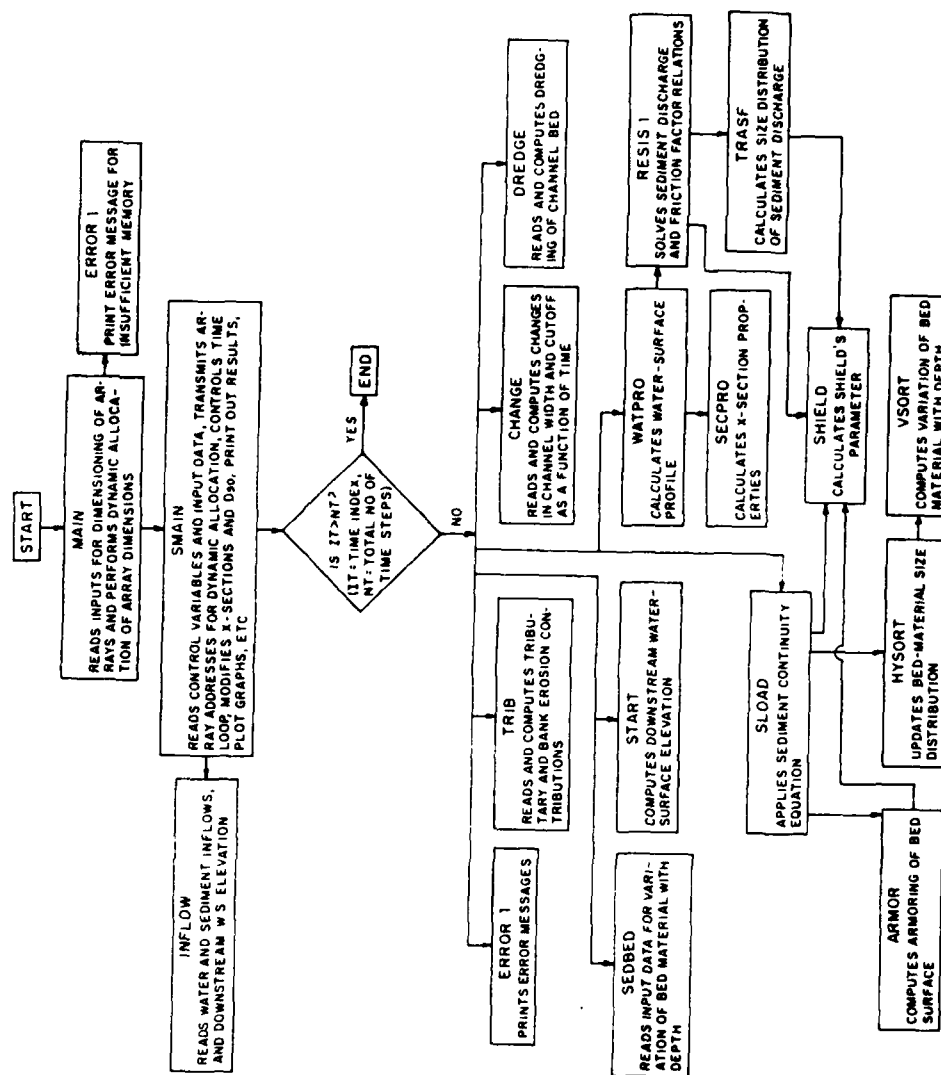 START
MAIN
READS INPUTS FOR DIMENSIONING OF AR-
RAYS AND PERFORMS DYNAMIC ALLOCA-
TION OF ARRAY DIMENSIONS
ERROR 1
PRINT ERROR MESSAGE FOR
INSUFFICIENT MEMORY
INFLOW
READS WATER AND SEDIMENT INFLOWS,
AND DOWNSTREAM W S ELEVATION
SMAIN
READS CONTROL VARIABLES AND INPUT DATA, TRANSMITS AR-
RAY ADDRESSES FOR DYNAMIC ALLOCATION, CONTROLS TIME
LOOP, MODIFIES X-SECTIONS AND D50, PRINT OUT RESULTS,
PLOT GRAPHS, ETC
IS IT>NT?
(IT=TIME INDEX,
NT=TOTAL NO OF
TIME STEPS)
YES
END
NO
ERROR 1
PRINTS ERROR MESSAGES
TRIB
READS AND COMPUTES TRIBU-
TARY AND BANK EROSION CON-
TRIBUTIONS
CHANGE
READS AND COMPUTES CHANGES
IN CHANNEL WIDTH AND CUTOFF
AS A FUNCTION OF TIME
DREDGE
READS AND COMPUTES DREDG-
ING OF CHANNEL BED
SEDBED
READS INPUT DATA FOR VARI-
ATION OF BED MATERIAL WITH
DEPTH
START
COMPUTES DOWNSTREAM WATER-
SURFACE ELEVATION
WATPRO
CALCULATES WATER-SURFACE
PROFILE
RESIS 1
SOLVES SEDIMENT DISCHARGE
AND FRICTION FACTOR RELATIONS
SECPRO
CALCULATES X-SECTION PROP-
ERTIES
TRASF
CALCULATES SIZE DISTRIBUTION
OF SEDIMENT DISCHARGE
SLOAD
APPLIES SEDIMENT CONTINUITY
EQUATION
SHIELD
CALCULATES SHIELD'S
PARAMETER
ARMOR
COMPUTES ARMORING OF BED
SURFACE
HYSORT
UPDATES BED-MATERIAL SIZE
DISTRIBUTION
VSORT
COMPUTES VARIATION OF BED
MATERIAL WITH DEPTH